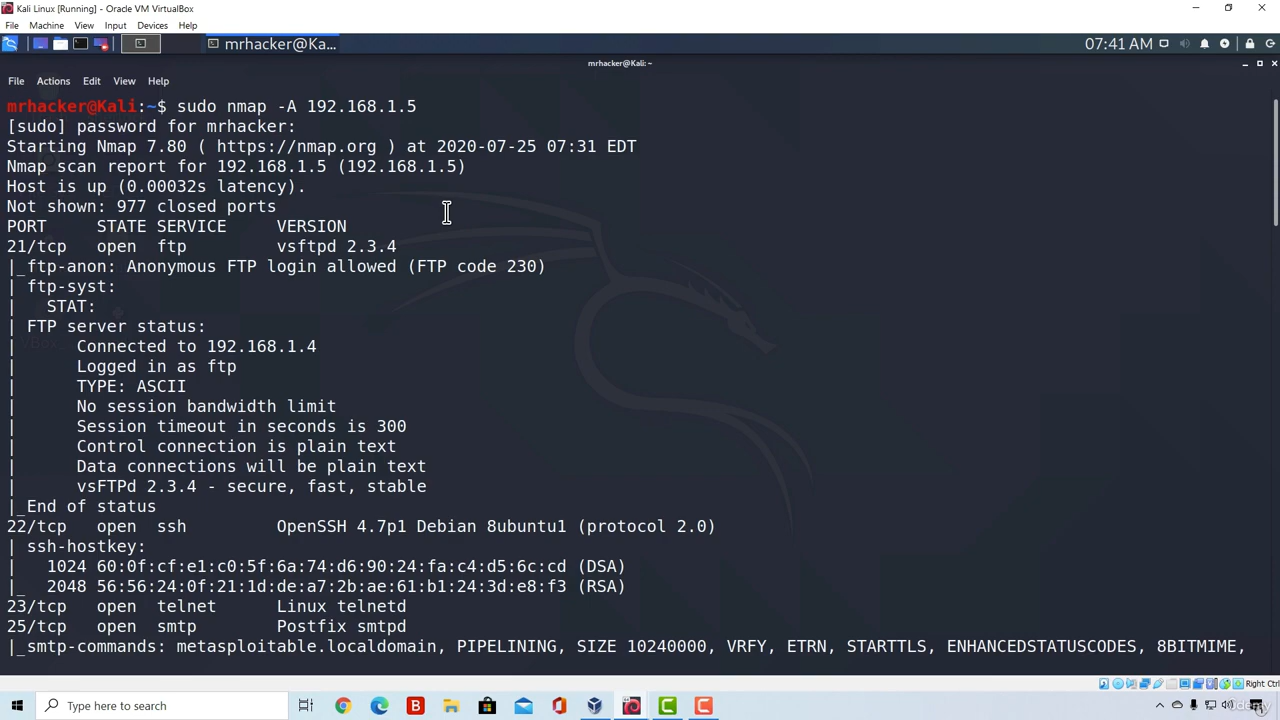 Kali Linux [Running] - Oracle VM VirtualBox
File Machine View Input Devices Help
mrhacker@Ka... 07:41 AM
mrhacker@Kali: ~
File Actions Edit View Help
mrhacker@Kali:~$ sudo nmap -A 192.168.1.5
[sudo] password for mrhacker:
Starting Nmap 7.80 ( https://nmap.org ) at 2020-07-25 07:31 EDT
Nmap scan report for 192.168.1.5 (192.168.1.5)
Host is up (0.00032s latency).
Not shown: 977 closed ports
PORT STATE SERVICE VERSION
21/tcp open ftp vsftpd 2.3.4
|_ftp-anon: Anonymous FTP login allowed (FTP code 230)
| ftp-syst:
| STAT:
| FTP server status:
| Connected to 192.168.1.4
| Logged in as ftp
| TYPE: ASCII
| No session bandwidth limit
| Session timeout in seconds is 300
| Control connection is plain text
| Data connections will be plain text
| vsFTPd 2.3.4 - secure, fast, stable
|_End of status
22/tcp open ssh OpenSSH 4.7p1 Debian 8ubuntu1 (protocol 2.0)
| ssh-hostkey:
| 1024 60:0f:cf:e1:c0:5f:6a:74:d6:90:24:fa:c4:d5:6c:cd (DSA)
|_ 2048 56:56:24:0f:21:1d:de:a7:2b:ae:61:b1:24:3d:e8:f3 (RSA)
23/tcp open telnet Linux telnetd
25/tcp open smtp Postfix smtpd
|_smtp-commands: metasploitable.localdomain, PIPELINING, SIZE 10240000, VRFY, ETRN, STARTTLS, ENHANCEDSTATUSCODES, 8BITMIME,
Right Ctrl
Type here to search